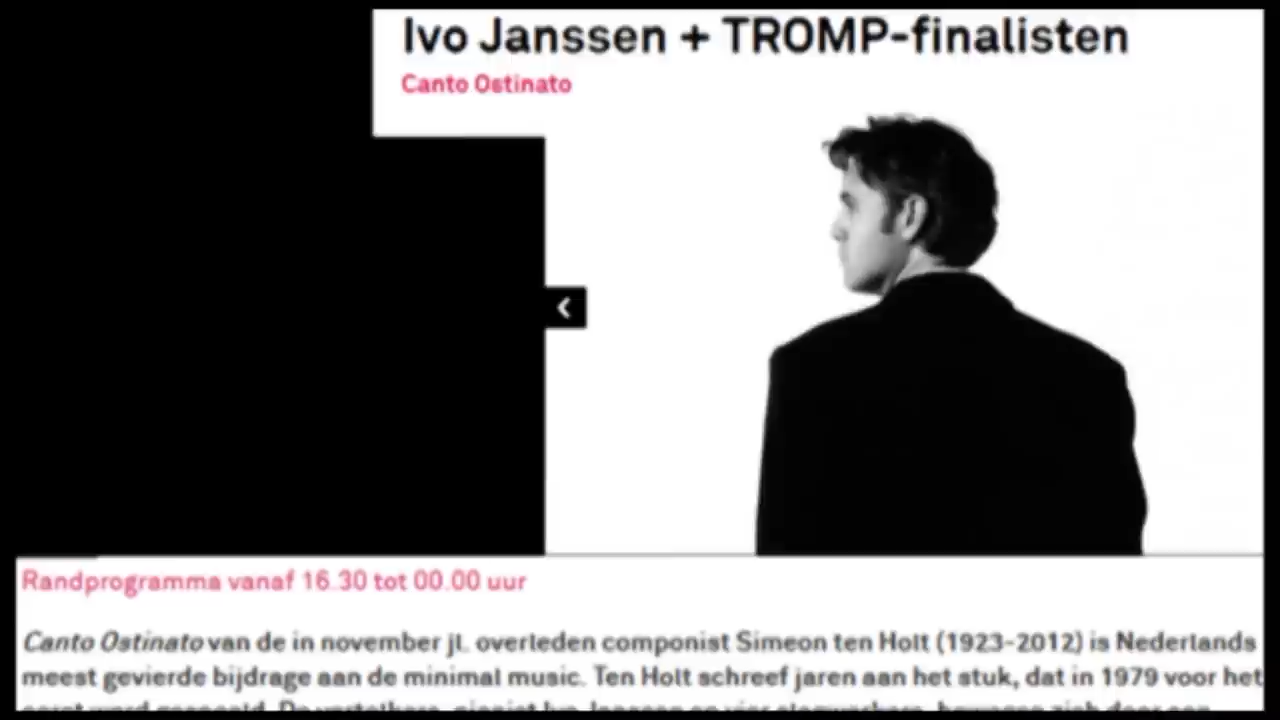 Ivo Janssen + TROMP-finalisten
Canto Ostinato
Randprogramma vanaf 16.30 tot 00.00 uur
Canto Ostinato van de in november jl. overleden componist Simeon ten Holt (1923-2012) is Nederlands
meest gevierde bijdrage aan de minimal music. Ten Holt schreef jaren aan het stuk, dat in 1979 voor het